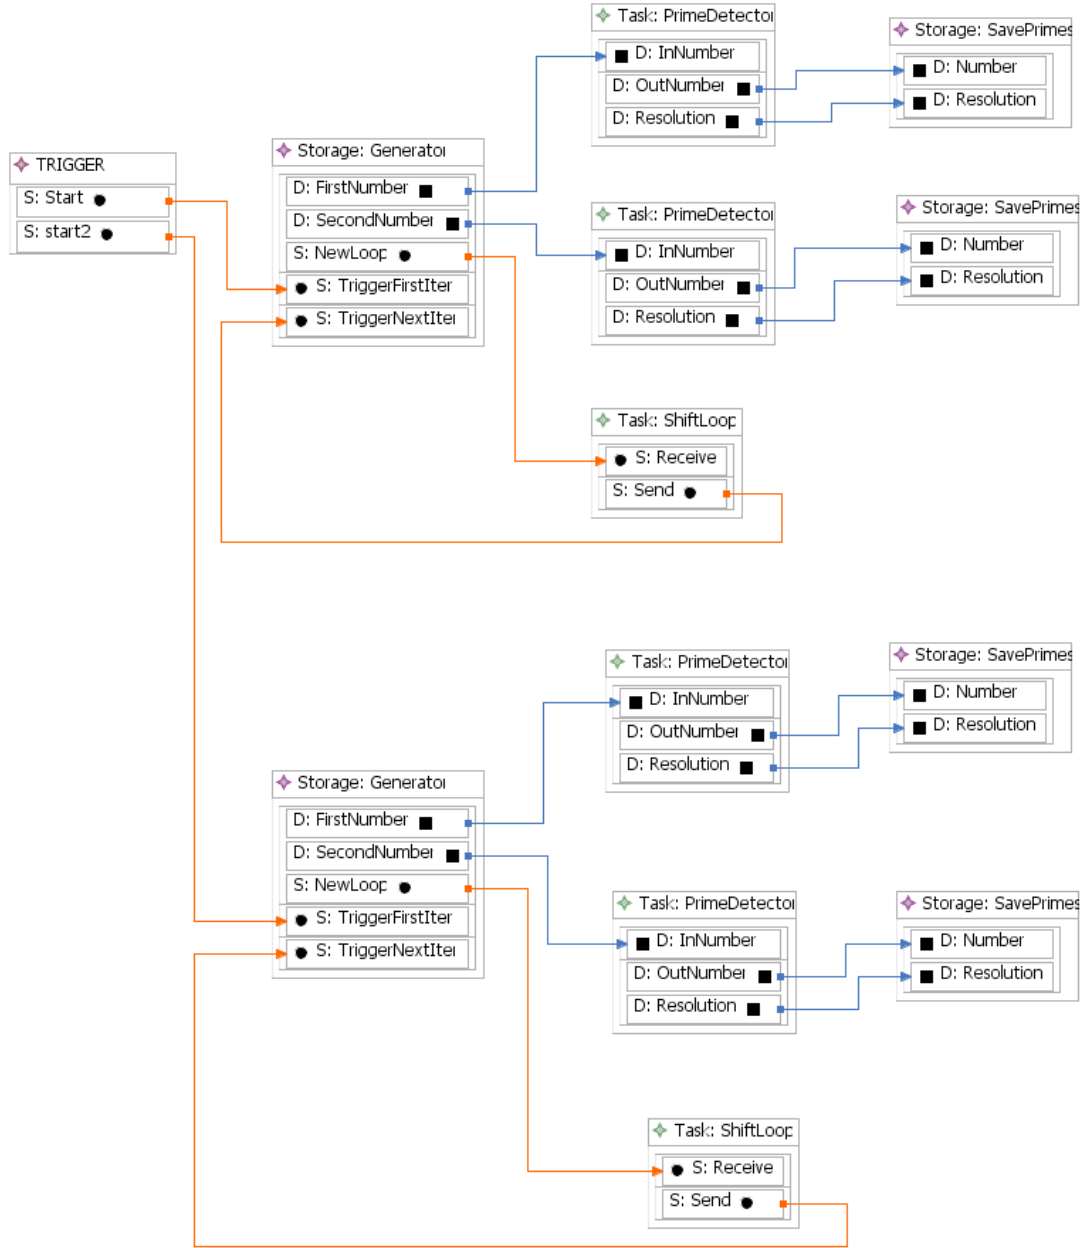 TRIGGER
S: Start
S: start2
Storage: Generator
D: FirstNumber
D: SecondNumber
S: NewLoop
S: TriggerFirstIter
S: TriggerNextIter
Task: PrimeDetector
D: InNumber
D: OutNumber
D: Resolution
Storage: SavePrimes
D: Number
D: Resolution
Task: PrimeDetector
D: InNumber
D: OutNumber
D: Resolution
Storage: SavePrimes
D: Number
D: Resolution
Task: ShiftLoop
S: Receive
S: Send
Storage: Generator
D: FirstNumber
D: SecondNumber
S: NewLoop
S: TriggerFirstIter
S: TriggerNextIter
Task: PrimeDetector
D: InNumber
D: OutNumber
D: Resolution
Storage: SavePrimes
D: Number
D: Resolution
Task: PrimeDetector
D: InNumber
D: OutNumber
D: Resolution
Storage: SavePrimes
D: Number
D: Resolution
Task: ShiftLoop
S: Receive
S: Send